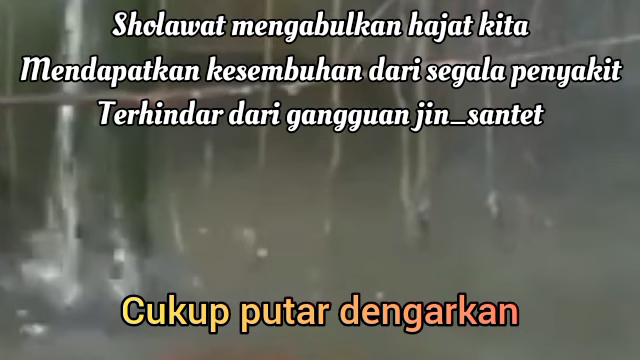 Sholawat mengabulkan hajat kita
Mendapatkan kesembuhan dari segala penyakit
Terhindar dari gangguan jin_santet
Cukup putar dengarkan